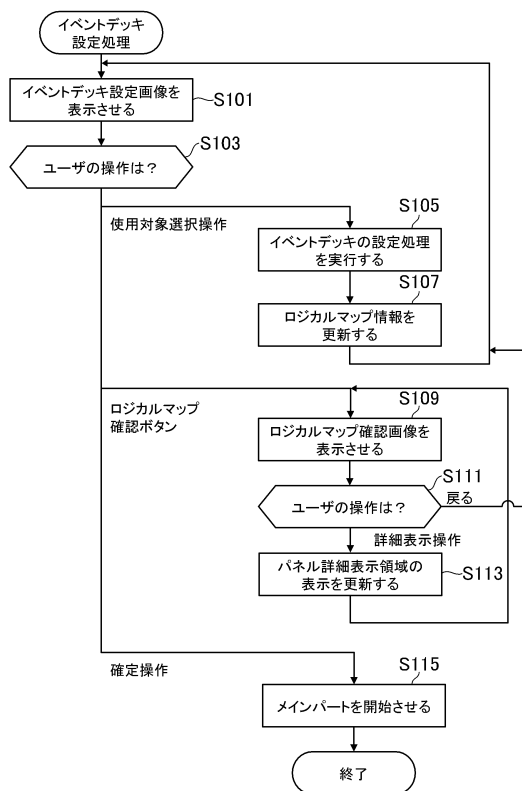 イベントデッキ
設定処理
イベントデッキ設定画像を
表示させる
S101
S103
ユーザの操作は？
使用対象選択操作
S105
イベントデッキの設定処理
を実行する
S107
ロジカルマップ情報を
更新する
ロジカルマップ
確認ボタン
S109
ロジカルマップ確認画像を
表示させる
S111
ユーザの操作は？
戻る
詳細表示操作
パネル詳細表示領域の
表示を更新する
S113
確定操作
S115
メインパートを開始させる
終了